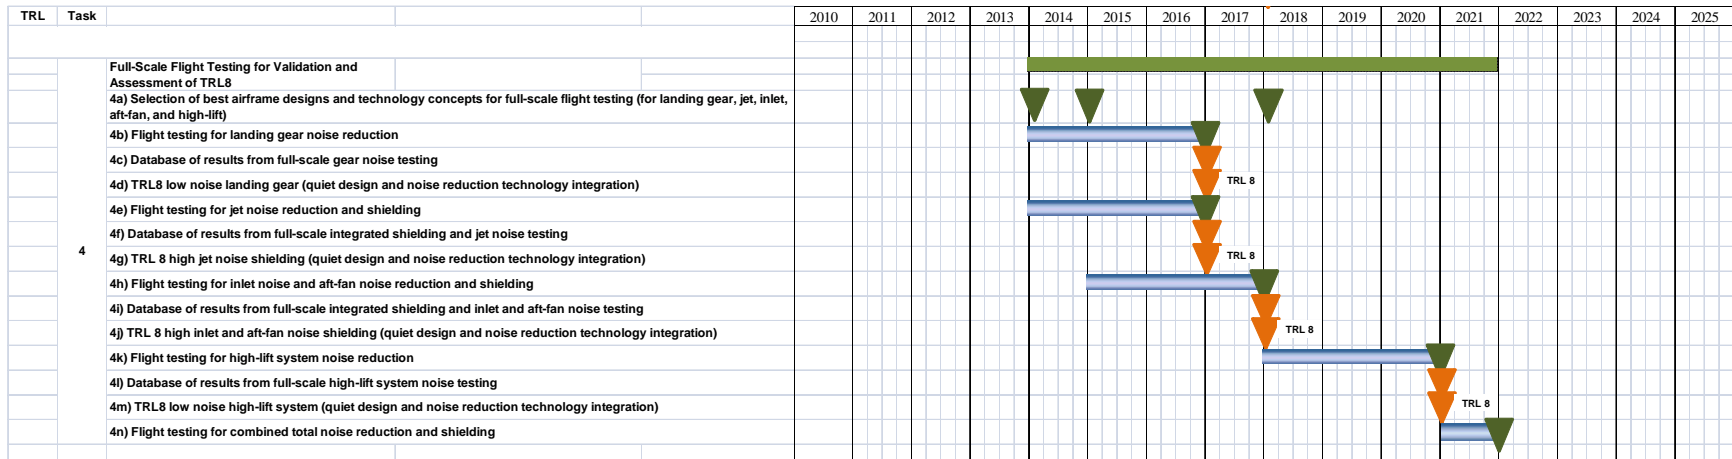 TRL Task 2010 2011 2012 2013 2014 2015 2016 2017 2018 2019 2020 2021 2022 2023 2024 2025
Full-Scale Flight Testing for Validation and
Assessment of TRL8
4a) Selection of best airframe designs and technology concepts for full-scale flight testing (for landing gear, jet, inlet,
aft-fan, and high-lift)
4b) Flight testing for landing gear noise reduction
4c) Database of results from full-scale gear noise testing
4d) TRL8 low noise landing gear (quiet design and noise reduction technology integration) TRL 8
4e) Flight testing for jet noise reduction and shielding
4f) Database of results from full-scale integrated shielding and jet noise testing
4 4g) TRL 8 high jet noise shielding (quiet design and noise reduction technology integration) TRL 8
4h) Flight testing for inlet noise and aft-fan noise reduction and shielding
4i) Database of results from full-scale integrated shielding and inlet and aft-fan noise testing
4j) TRL 8 high inlet and aft-fan noise shielding (quiet design and noise reduction technology integration) TRL 8
4k) Flight testing for high-lift system noise reduction
4l) Database of results from full-scale high-lift system noise testing
4m) TRL8 low noise high-lift system (quiet design and noise reduction technology integration) TRL 8
4n) Flight testing for combined total noise reduction and shielding